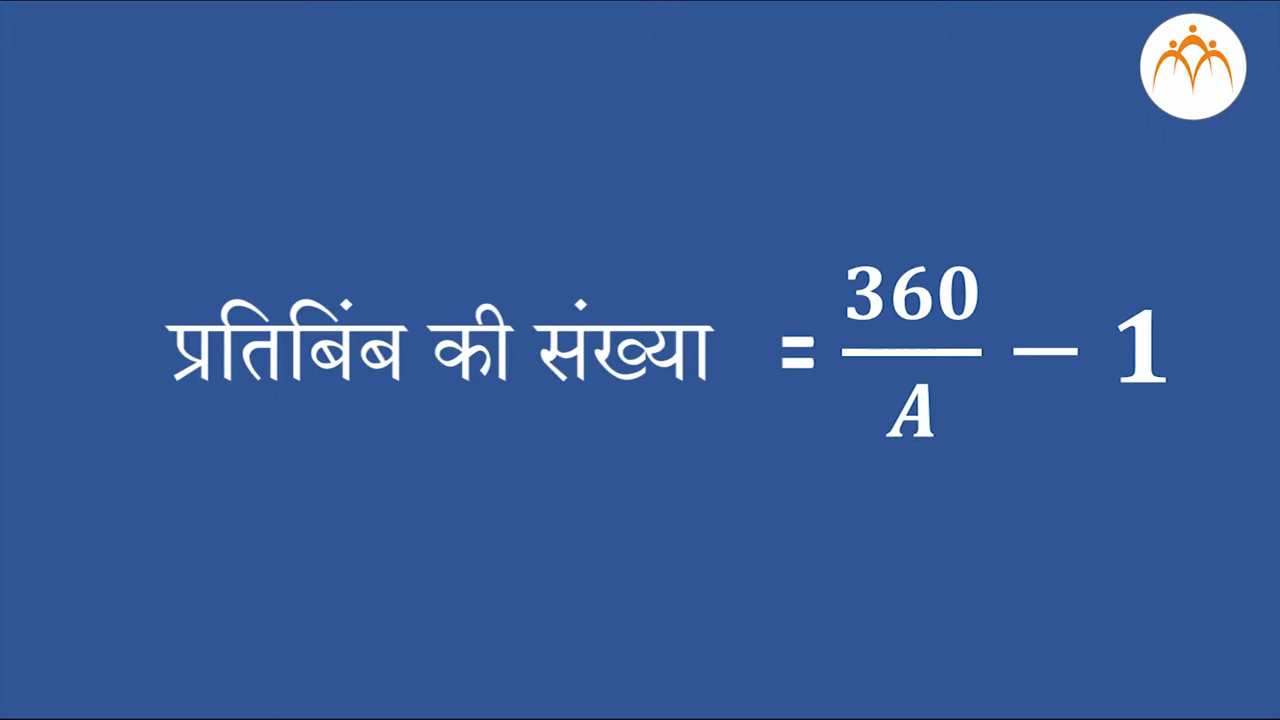 प्रतिबिंब की संख्या = 360/A − 1